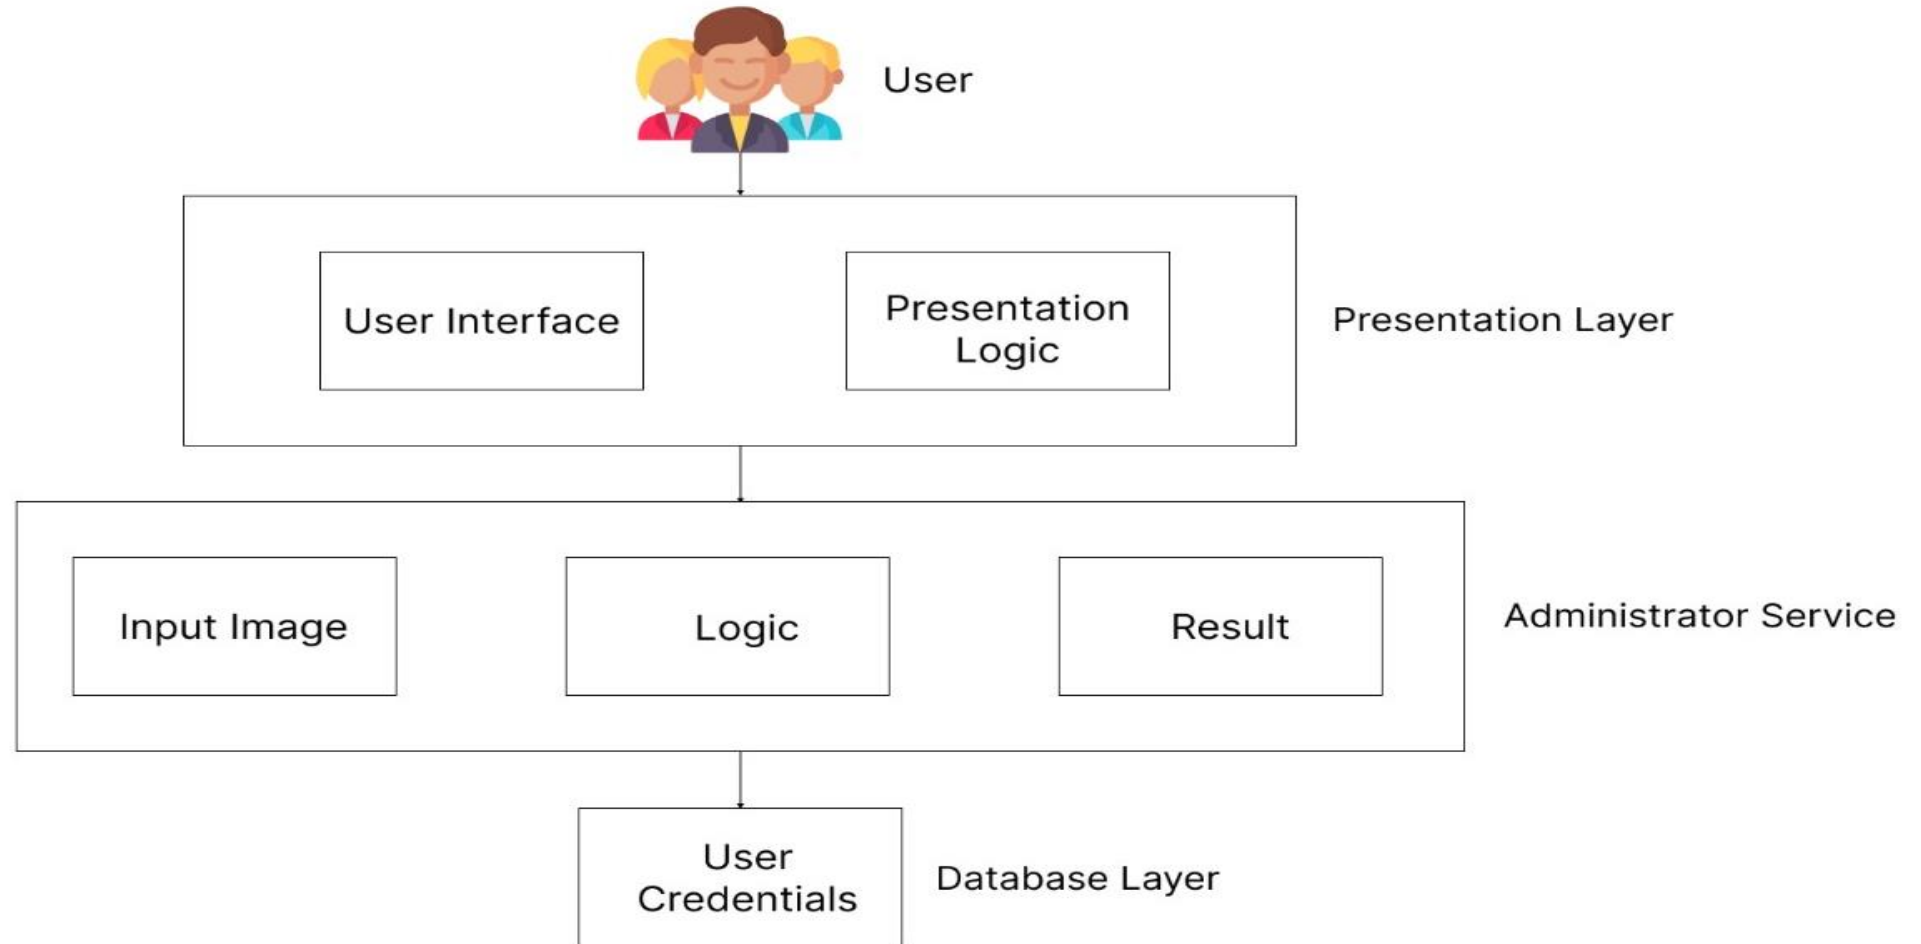 User
User Interface
Presentation
Logic
Presentation Layer
Input Image
Logic
Result
Administrator Service
User
Credentials
Database Layer